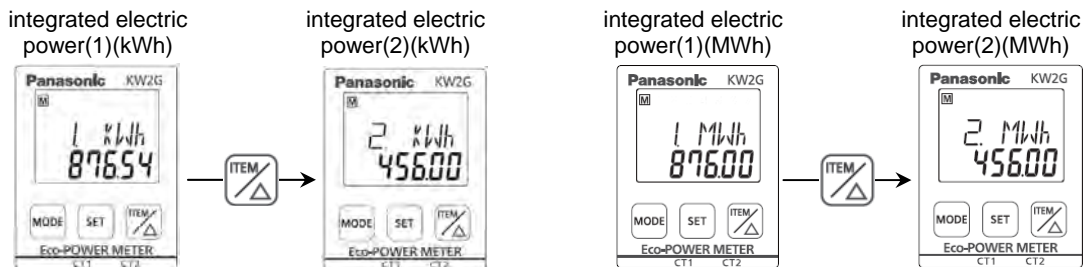 integrated electric
power(1)(kWh)
integrated electric
power(2)(kWh)
integrated electric
power(1)(MWh)
integrated electric
power(2)(MWh)
Panasonic KW2G
M
1. kWh
876.54
MODE SET ITEM/△
Eco-POWER METER
CT1 CT2
ITEM/△
Panasonic KW2G
M
2. kWh
456.00
MODE SET ITEM/△
Eco-POWER METER
CT1 CT2
Panasonic KW2G
M
1. MWh
876.00
MODE SET ITEM/△
Eco-POWER METER
CT1 CT2
ITEM/△
Panasonic KW2G
M
2. MWh
456.00
MODE SET ITEM/△
Eco-POWER METER
CT1 CT2